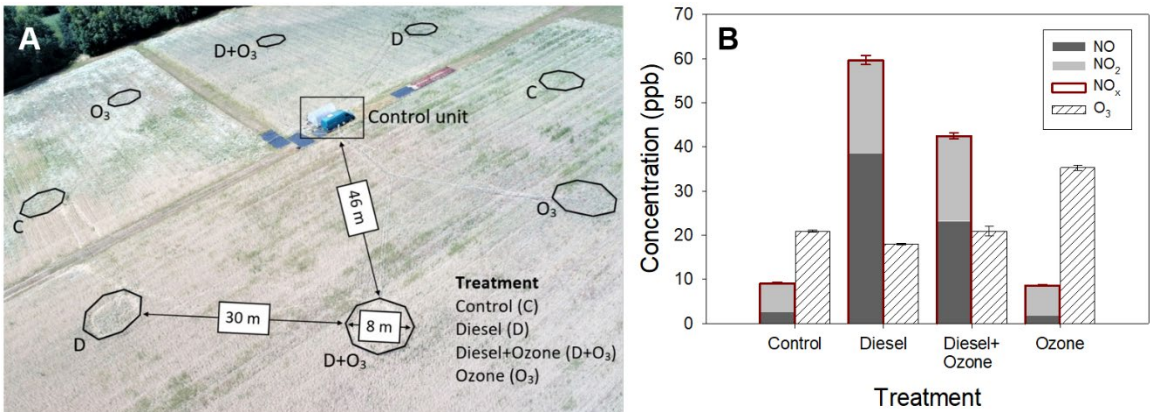 A
D+O₃
D
O₃
C
Control unit
C
46 m
O₃
D
30 m
8 m
D+O₃
Treatment
Control (C)
Diesel (D)
Diesel+Ozone (D+O₃)
Ozone (O₃)
B
Concentration (ppb)
70
60
50
40
30
20
10
0
NO
NO₂
NOₓ
O₃
Control
Diesel
Diesel+
Ozone
Ozone
Treatment